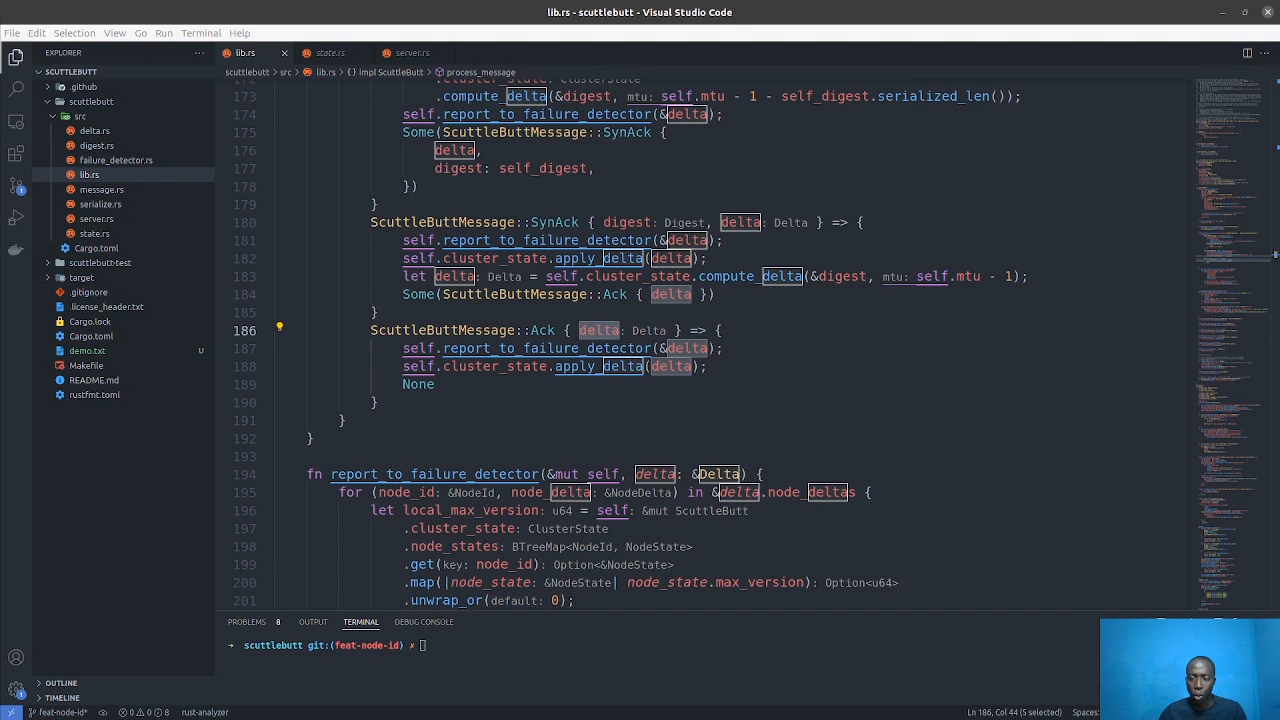 lib.rs - scuttlebutt - Visual Studio Code
File Edit Selection View Go Run Terminal Help
EXPLORER
SCUTTLEBUTT
.github
scuttlebutt
src
delta.rs
digest.rs
failure_detector.rs
lib.rs
message.rs
serialize.rs
server.rs
state.rs
Cargo.toml
scuttlebutt-test
target
.gitignore
.license_header.txt
Cargo.lock
Cargo.toml
demo.txt U
Makefile
README.md
rustfmt.toml
OUTLINE
TIMELINE
lib.rs state.rs server.rs
scuttlebutt > src > lib.rs > {} impl ScuttleButt > process_message
172 .cluster_state: ClusterState
173 .compute_delta(&digest, mtu: self.mtu - 1 - self_digest.serialized_len());
174 self.report_to_failure_detector(&delta);
175 Some(ScuttleButtMessage::SynAck {
176 delta,
177 digest: self_digest,
178 })
179 }
180 ScuttleButtMessage::SynAck { digest: Digest, delta: } => {
181 self.report_to_failure_detector(&delta);
182 self.cluster_state.apply_delta(delta);
183 let delta: Delta = self.cluster_state.compute_delta(&digest, mtu: self.mtu - 1);
184 Some(ScuttleButtMessage::Ack { delta })
185 }
186 ScuttleButtMessage::Ack { delta: Delta } => {
187 self.report_to_failure_detector(&delta);
188 self.cluster_state.apply_delta(delta);
189 None
190 }
191 }
192 }
193
194 fn report_to_failure_detector(&mut self, delta: &Delta) {
195 for (node_id: &NodeId, node_delta: &NodeDelta) in &delta.node_deltas {
196 let local_max_version: u64 = self: &mut ScuttleButt
197 .cluster_state: ClusterState
198 .node_states: BTreeMap<NodeId, NodeState>
199 .get(key: node_id): Option<&NodeState>
200 .map(|node_state: &NodeState| node_state.max_version): Option<u64>
201 .unwrap_or(default: 0);
PROBLEMS 8 OUTPUT TERMINAL DEBUG CONSOLE
→ scuttlebutt git:(feat-node-id) ✗
feat-node-id* 0 0 8 rust-analyzer Ln 186, Col 44 (5 selected) Spaces: